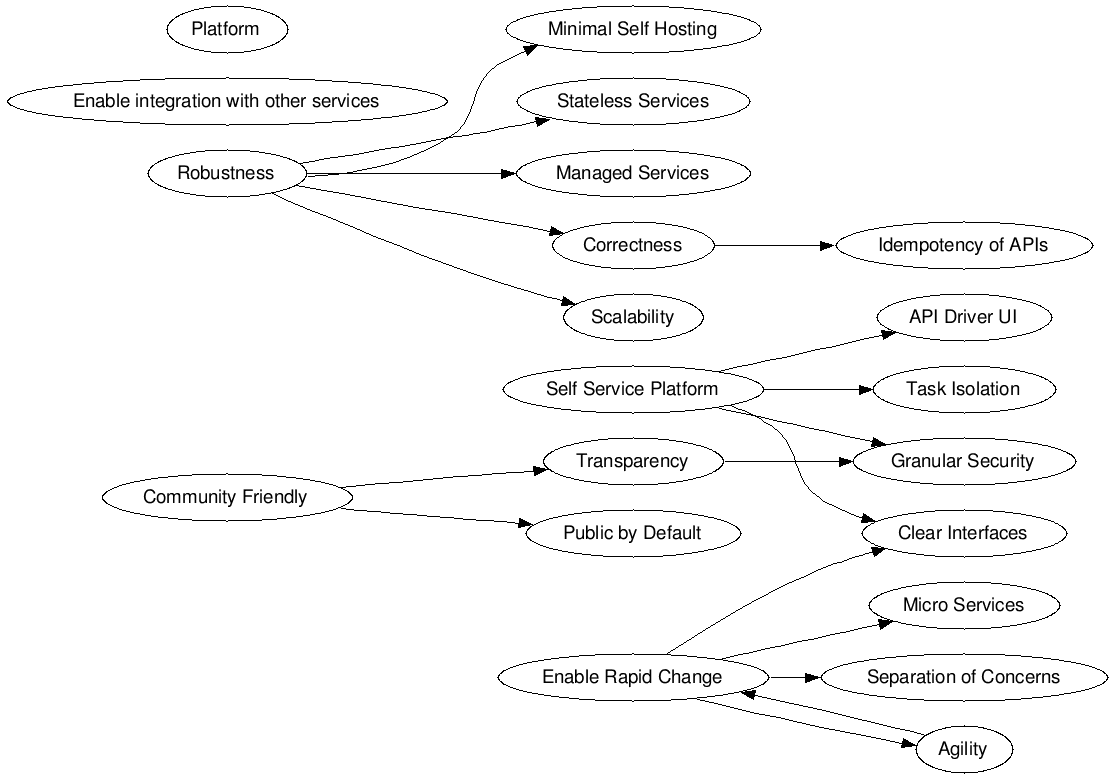 Platform
Minimal Self Hosting
Enable integration with other services
Stateless Services
Robustness
Managed Services
Correctness
Idempotency of APIs
Scalability
API Driver UI
Self Service Platform
Task Isolation
Transparency
Granular Security
Community Friendly
Public by Default
Clear Interfaces
Micro Services
Enable Rapid Change
Separation of Concerns
Agility